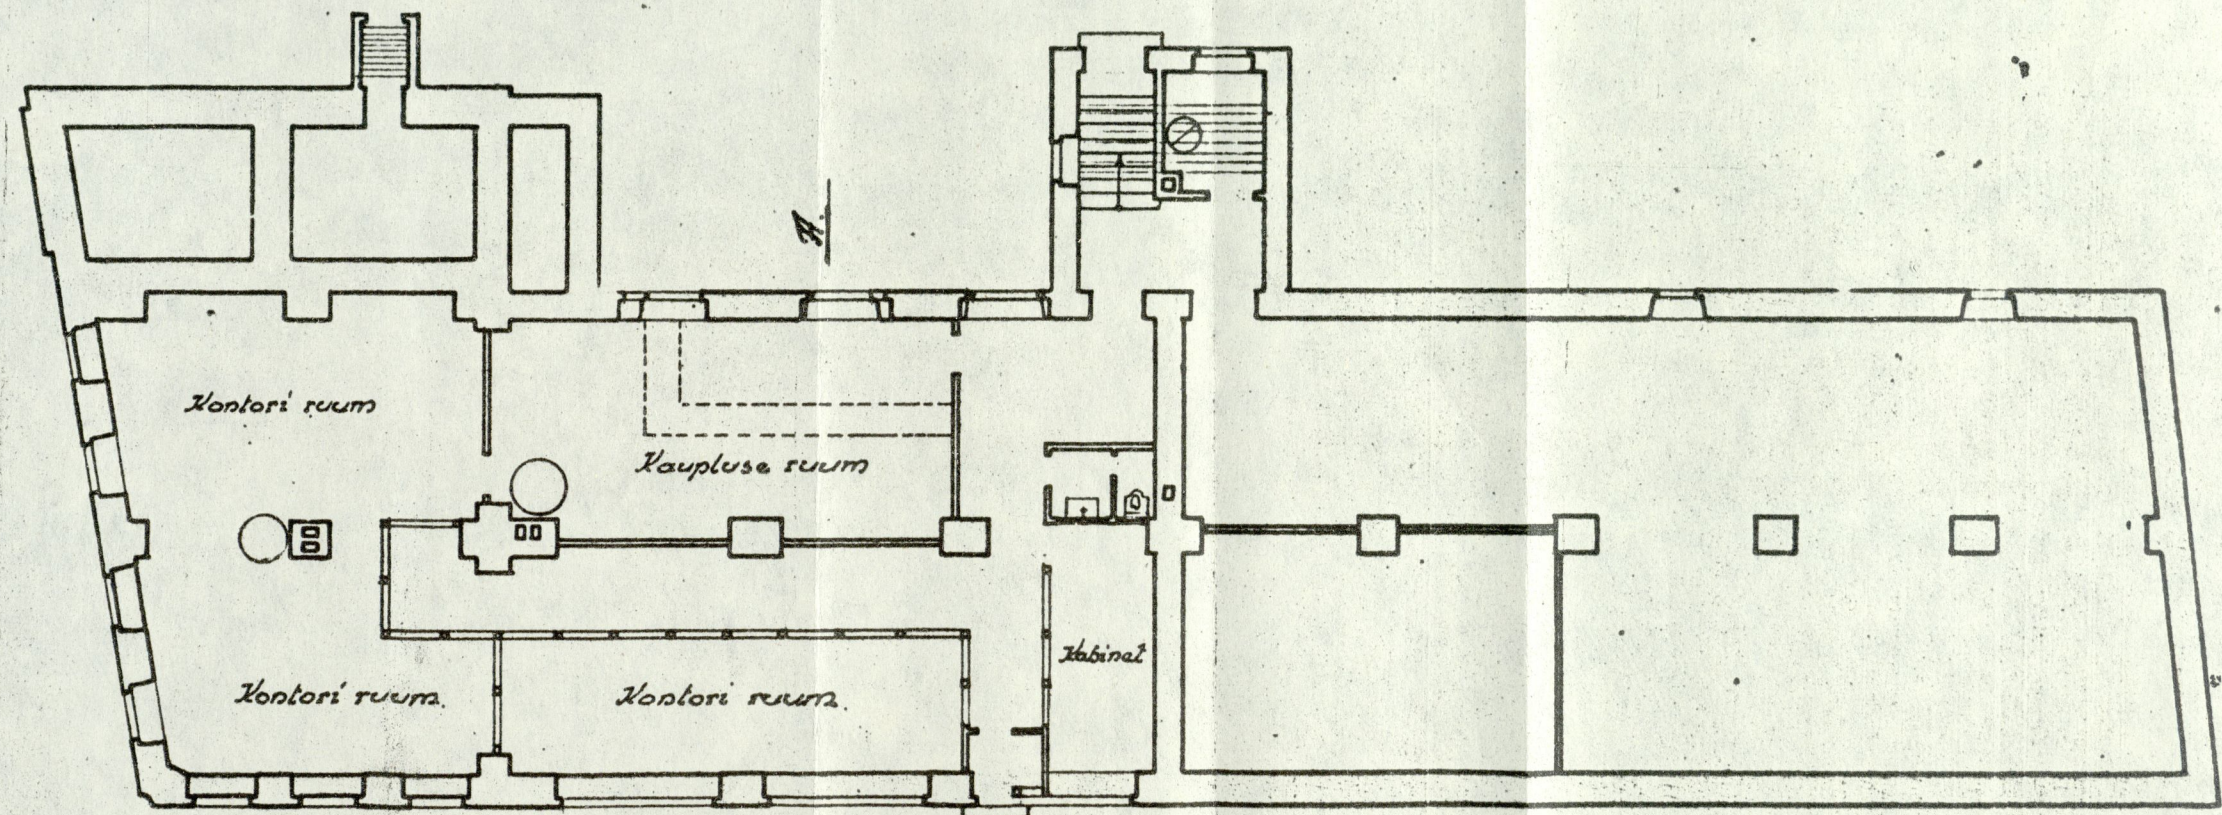 Kontori ruum
Kaupluse ruum
Kabinet
Kontori ruum.
Kontori ruum.